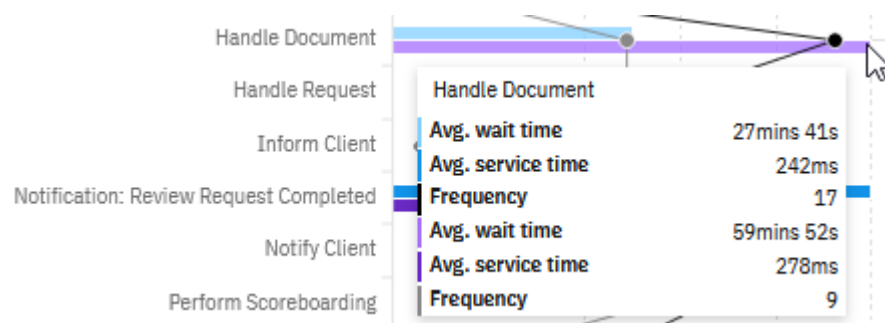 Handle Document
Handle Request
Inform Client
Notification: Review Request Completed
Notify Client
Perform Scoreboarding
Handle Document
Avg. wait time 27mins 41s
Avg. service time 242ms
Frequency 17
Avg. wait time 59mins 52s
Avg. service time 278ms
Frequency 9